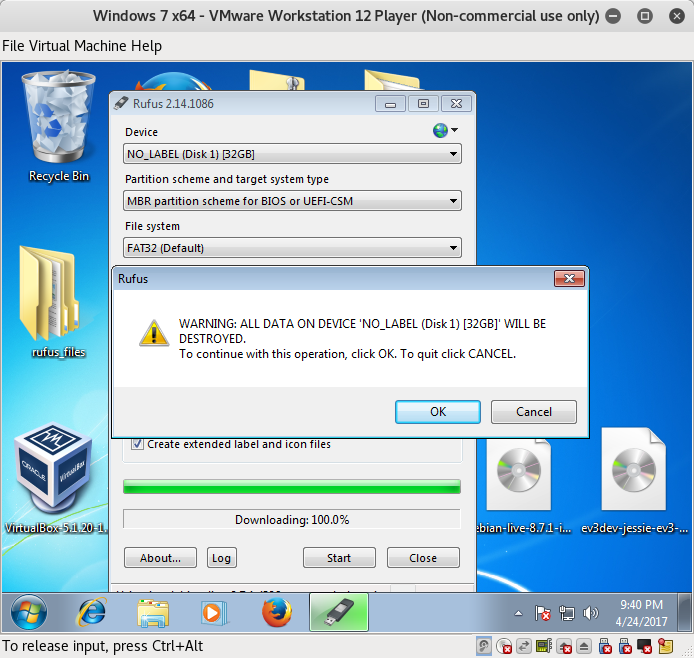 Windows 7 x64 - VMware Workstation 12 Player (Non-commercial use only)
File Virtual Machine Help
Rufus 2.14.1086
Device
NO_LABEL (Disk 1) [32GB]
Partition scheme and target system type
MBR partition scheme for BIOS or UEFI-CSM
File system
FAT32 (Default)
Recycle Bin
rufus_files
Rufus
WARNING: ALL DATA ON DEVICE 'NO_LABEL (Disk 1) [32GB]' WILL BE
DESTROYED.
To continue with this operation, click OK. To quit click CANCEL.
OK Cancel
Create extended label and icon files
ORACLE
VirtualBox
VirtualBox-5.1.20-1...
ebian-live-8.7.1-i...
ev3dev-jessie-ev3-...
Downloading: 100.0%
About... Log Start Close
9:40 PM
4/24/2017
To release input, press Ctrl+Alt